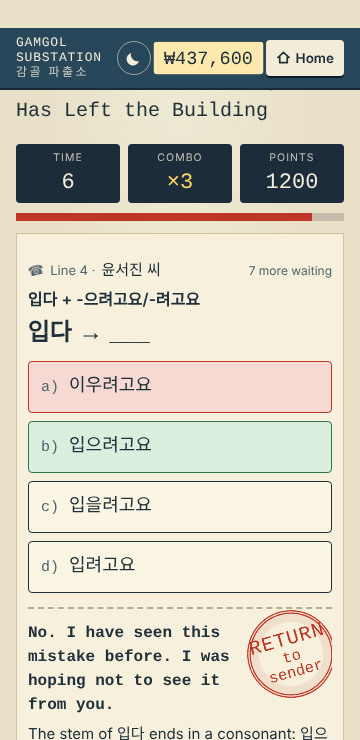 GAMGOL
SUBSTATION
감골 파출소
₩437,600
Home
Has Left the Building
TIME
6
COMBO
×3
POINTS
1200
☎ Line 4 · 윤서진 씨
7 more waiting
입다 + -으려고요/-려고요
입다 → ___
a) 이우려고요
b) 입으려고요
c) 입을려고요
d) 입려고요
No. I have seen this
mistake before. I was
hoping not to see it
from you.
RETURN
to
sender
The stem of 입다 ends in a consonant: 입으